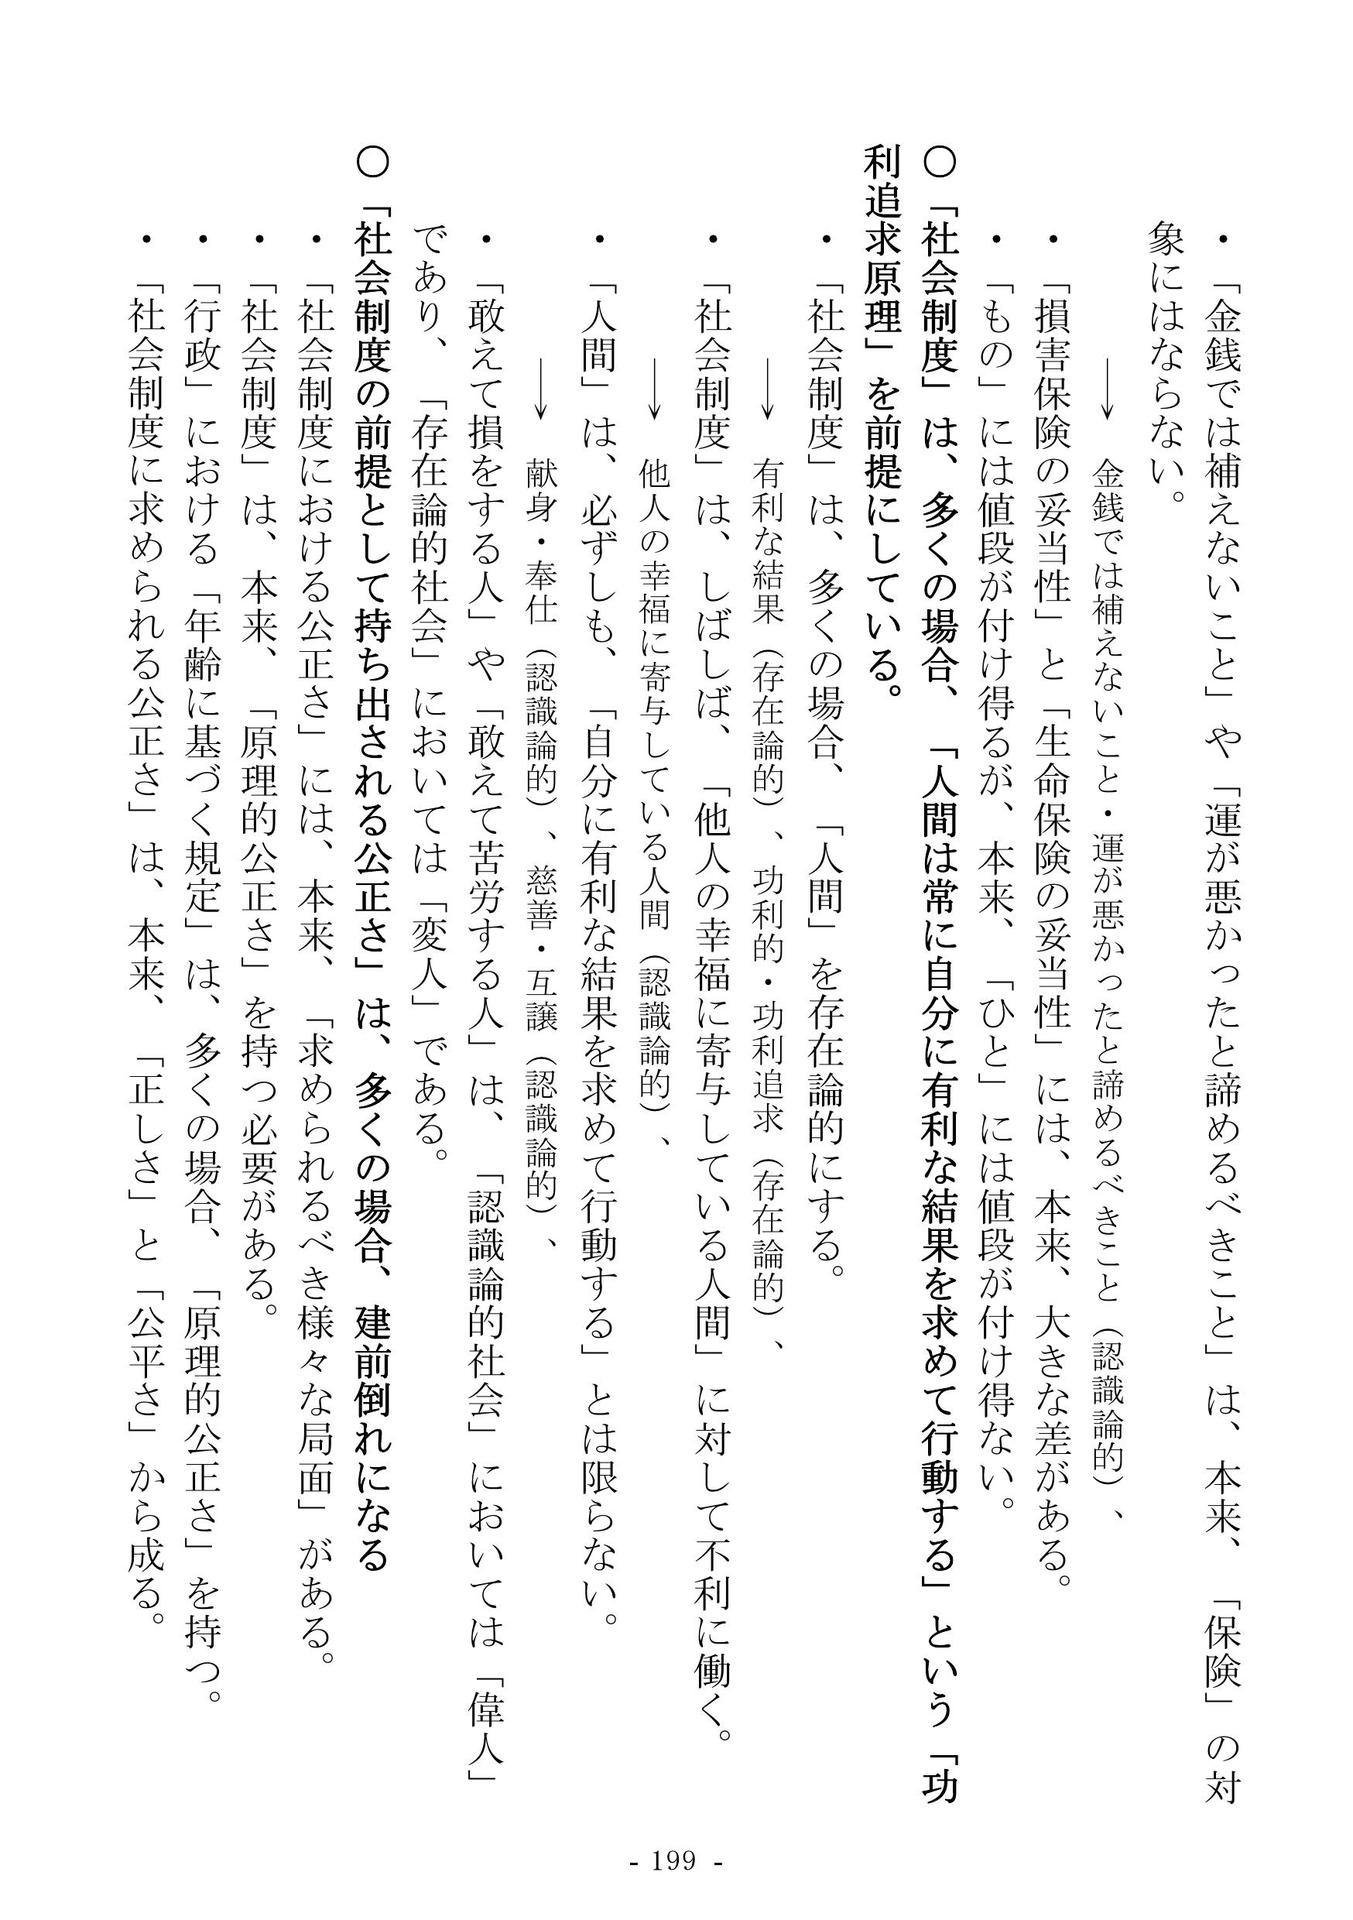 ・「金銭では補えないこと」や「運が悪かったと諦めるべきこと」は、本来、「保険」の対
象にはならない。
→ 金銭では補えないこと・運が悪かったと諦めるべきこと（認識論的）、
・「損害保険の妥当性」と「生命保険の妥当性」には、本来、大きな差がある。
・「もの」には値段が付け得るが、本来、「ひと」には値段が付け得ない。
○「社会制度」は、多くの場合、「人間は常に自分に有利な結果を求めて行動する」という「功
利追求原理」を前提にしている。
・「社会制度」は、多くの場合、「人間」を存在論的にする。
→ 有利な結果（存在論的）、功利的・功利追求（存在論的）、
・「社会制度」は、しばしば、「他人の幸福に寄与している人間」に対して不利に働く。
→ 他人の幸福に寄与している人間（認識論的）、
・「人間」は、必ずしも、「自分に有利な結果を求めて行動する」とは限らない。
→ 献身・奉仕（認識論的）、慈善・互譲（認識論的）、
・「敢えて損をする人」や「敢えて苦労する人」は、「認識論的社会」においては「偉人」
であり、「存在論的社会」においては「変人」である。
○「社会制度の前提として持ち出される公正さ」は、多くの場合、建前倒れになる
・「社会制度における公正さ」には、本来、「求められるべき様々な局面」がある。
・「社会制度」は、本来、「原理的公正さ」を持つ必要がある。
・「行政」における「年齢に基づく規定」は、多くの場合、「原理的公正さ」を持つ。
・「社会制度に求められる公正さ」は、本来、「正しさ」と「公平さ」から成る。
- 199 -